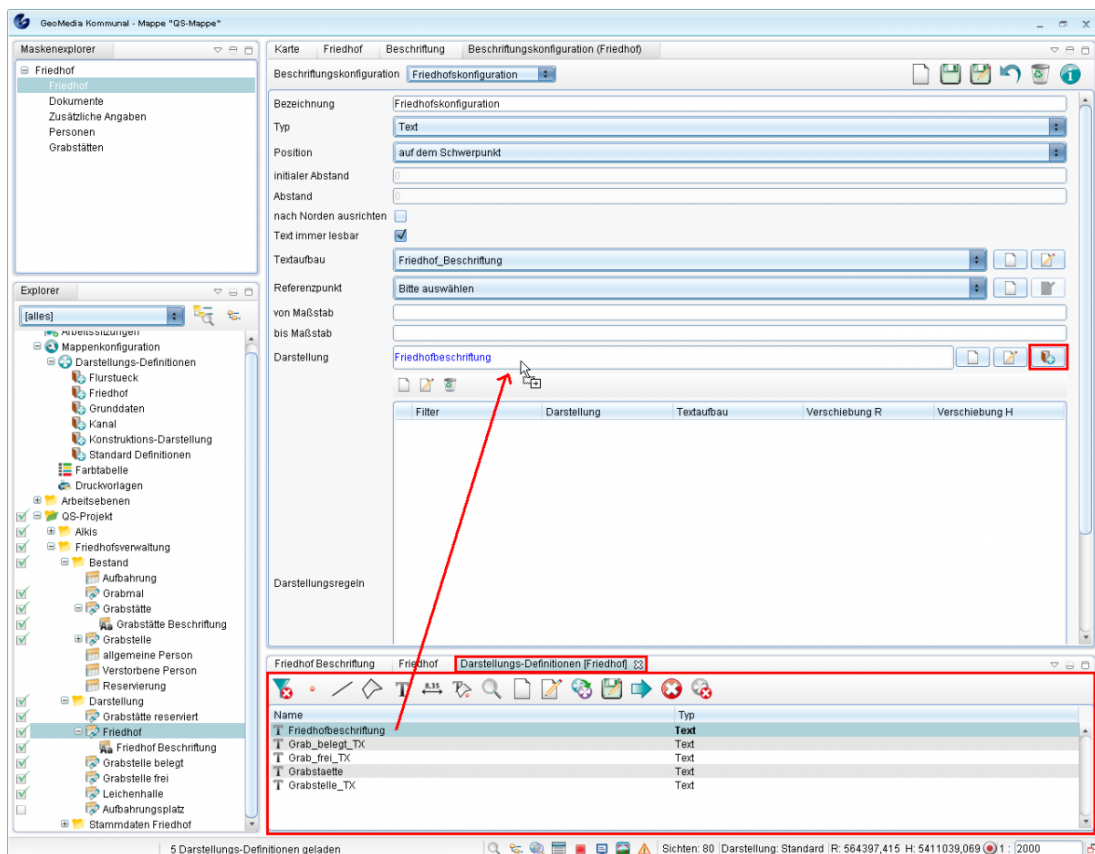 GeoMedia Kommunal - Mappe "QS-Mappe"
Maskenexplorer
Friedhof
Friedhof
Dokumente
Zusätzliche Angaben
Personen
Grabstätten
Explorer
[alles]
Arbeitssitzungen
Mappenkonfiguration
Darstellungs-Definitionen
Flurstueck
Friedhof
Grunddaten
Kanal
Konstruktions-Darstellung
Standard Definitionen
Farbtabelle
Druckvorlagen
Arbeitsebenen
QS-Projekt
Alkis
Friedhofsverwaltung
Bestand
Aufbahrung
Grabmal
Grabstätte
Grabstätte Beschriftung
Grabstelle
allgemeine Person
Verstorbene Person
Reservierung
Darstellung
Grabstätte reserviert
Friedhof
Friedhof Beschriftung
Grabstelle belegt
Grabstelle frei
Leichenhalle
Aufbahrungsplatz
Stammdaten Friedhof
Karte Friedhof Beschriftung Beschriftungskonfiguration (Friedhof)
Beschriftungskonfiguration Friedhofskonfiguration
Bezeichnung Friedhofskonfiguration
Typ Text
Position auf dem Schwerpunkt
initialer Abstand 0
Abstand 0
nach Norden ausrichten
Text immer lesbar
Textaufbau Friedhof_Beschriftung
Referenzpunkt Bitte auswählen
von Maßstab
bis Maßstab
Darstellung Friedhofbeschriftung
Filter Darstellung Textaufbau Verschiebung R Verschiebung H
Darstellungsregeln
Friedhof Beschriftung Friedhof Darstellungs-Definitionen [Friedhof]
T 8,35 T
Name Typ
T Friedhofbeschriftung Text
T Grab_belegt_TX Text
T Grab_frei_TX Text
T Grabstaette Text
T Grabstelle_TX Text
5 Darstellungs-Definitionen geladen Sichten: 80 Darstellung: Standard R: 564397,415 H: 5411039,069 1 : 2000